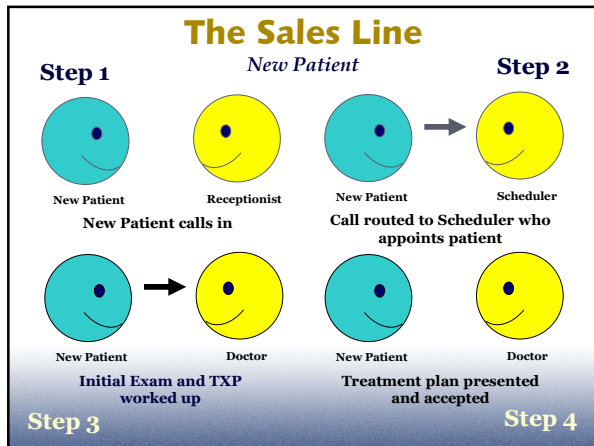 The Sales Line
New Patient
Step 1
Step 2
New Patient
Receptionist
New Patient
Scheduler
New Patient calls in
Call routed to Scheduler who
appoints patient
New Patient
Doctor
New Patient
Doctor
Initial Exam and TXP
worked up
Treatment plan presented
and accepted
Step 3
Step 4